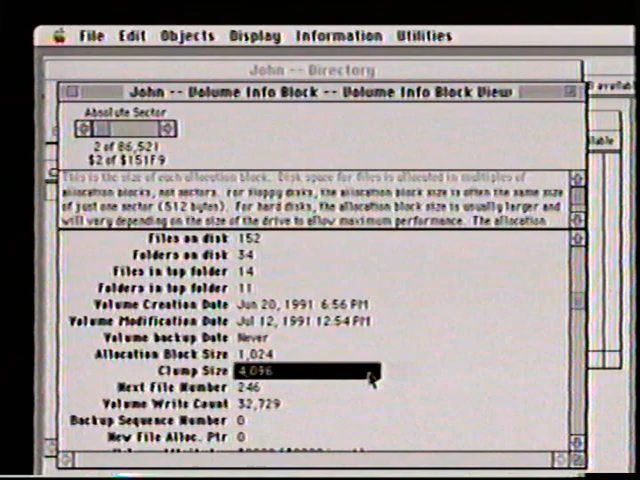 File Edit Objects Display Information Utilities
John -- Directory
John -- Volume Info Block -- Volume Info Block View
Absolute Sector
2 of 86,521
$2 of $151F9
This is the size of each allocation block. Disk space for files is allocated in multiples of
allocation blocks, not sectors. For floppy disks, the allocation block size is often the same size
of just one sector (512 bytes). For hard disks, the allocation block size is usually larger and
will vary depending on the size of the drive to allow maximum performance. The allocation
Files on disk 152
Folders on disk 34
Files in top folder 14
Folders in top folder 11
Volume Creation Date Jun 20, 1991 6:56 PM
Volume Modification Date Jul 12, 1991 12:54 PM
Volume backup Date Never
Allocation Block Size 1,024
Clump Size 4,096
Next File Number 246
Volume Write Count 32,729
Backup Sequence Number 0
New File Alloc. Ptr 0